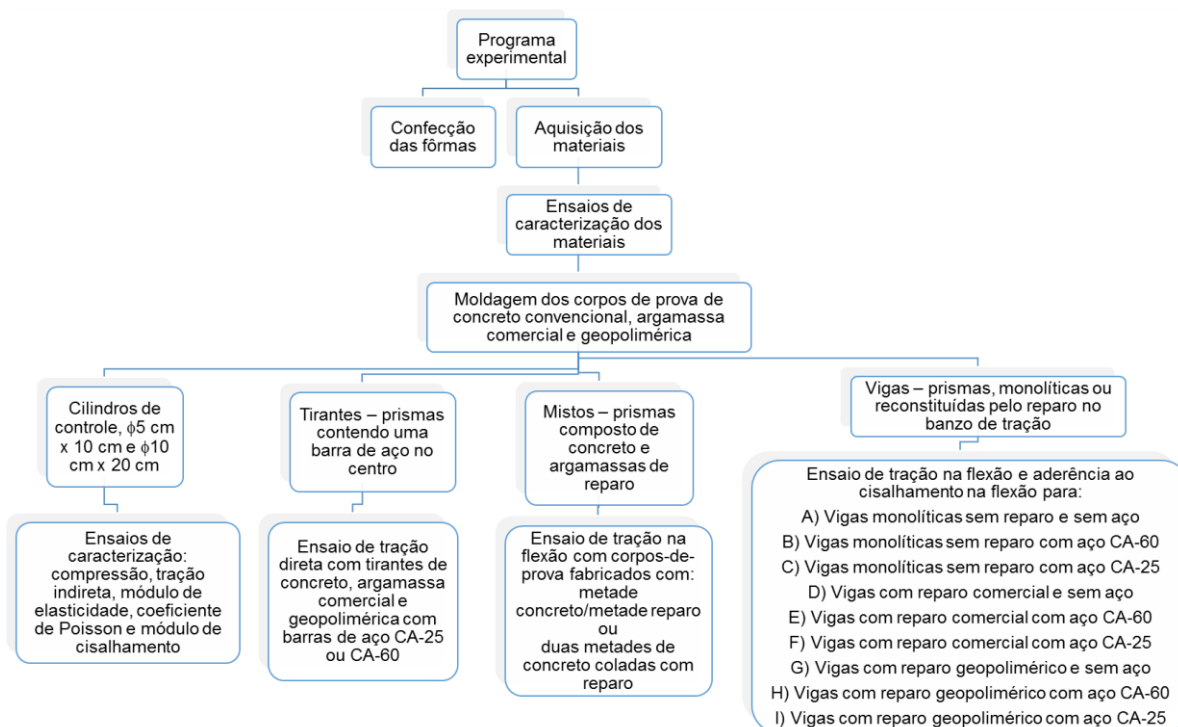 Programa
experimental
Confecção
das fôrmas
Aquisição dos
materiais
Ensaios de
caracterização dos
materiais
Moldagem dos corpos de prova de
concreto convencional, argamassa
comercial e geopolimérica
Cilindros de
controle, ϕ5 cm
x 10 cm e ϕ10
cm x 20 cm
Tirantes – prismas
contendo uma
barra de aço no
centro
Mistos – prismas
composto de
concreto e
argamassas de
reparo
Vigas – prismas, monolíticas ou
reconstituídas pelo reparo no
banzo de tração
Ensaios de
caracterização:
compressão, tração
indireta, módulo de
elasticidade, coeficiente
de Poisson e módulo de
cisalhamento
Ensaio de tração
direta com tirantes de
concreto, argamassa
comercial e
geopolimérica com
barras de aço CA-25
ou CA-60
Ensaio de tração na
flexão com corpos-de-
prova fabricados com:
metade
concreto/metade reparo
ou
duas metades de
concreto coladas com
reparo
Ensaio de tração na flexão e aderência ao
cisalhamento na flexão para:
A) Vigas monolíticas sem reparo e sem aço
B) Vigas monolíticas sem reparo com aço CA-60
C) Vigas monolíticas sem reparo com aço CA-25
D) Vigas com reparo comercial e sem aço
E) Vigas com reparo comercial com aço CA-60
F) Vigas com reparo comercial com aço CA-25
G) Vigas com reparo geopolimérico e sem aço
H) Vigas com reparo geopolimérico com aço CA-60
I) Vigas com reparo geopolimérico com aço CA-25